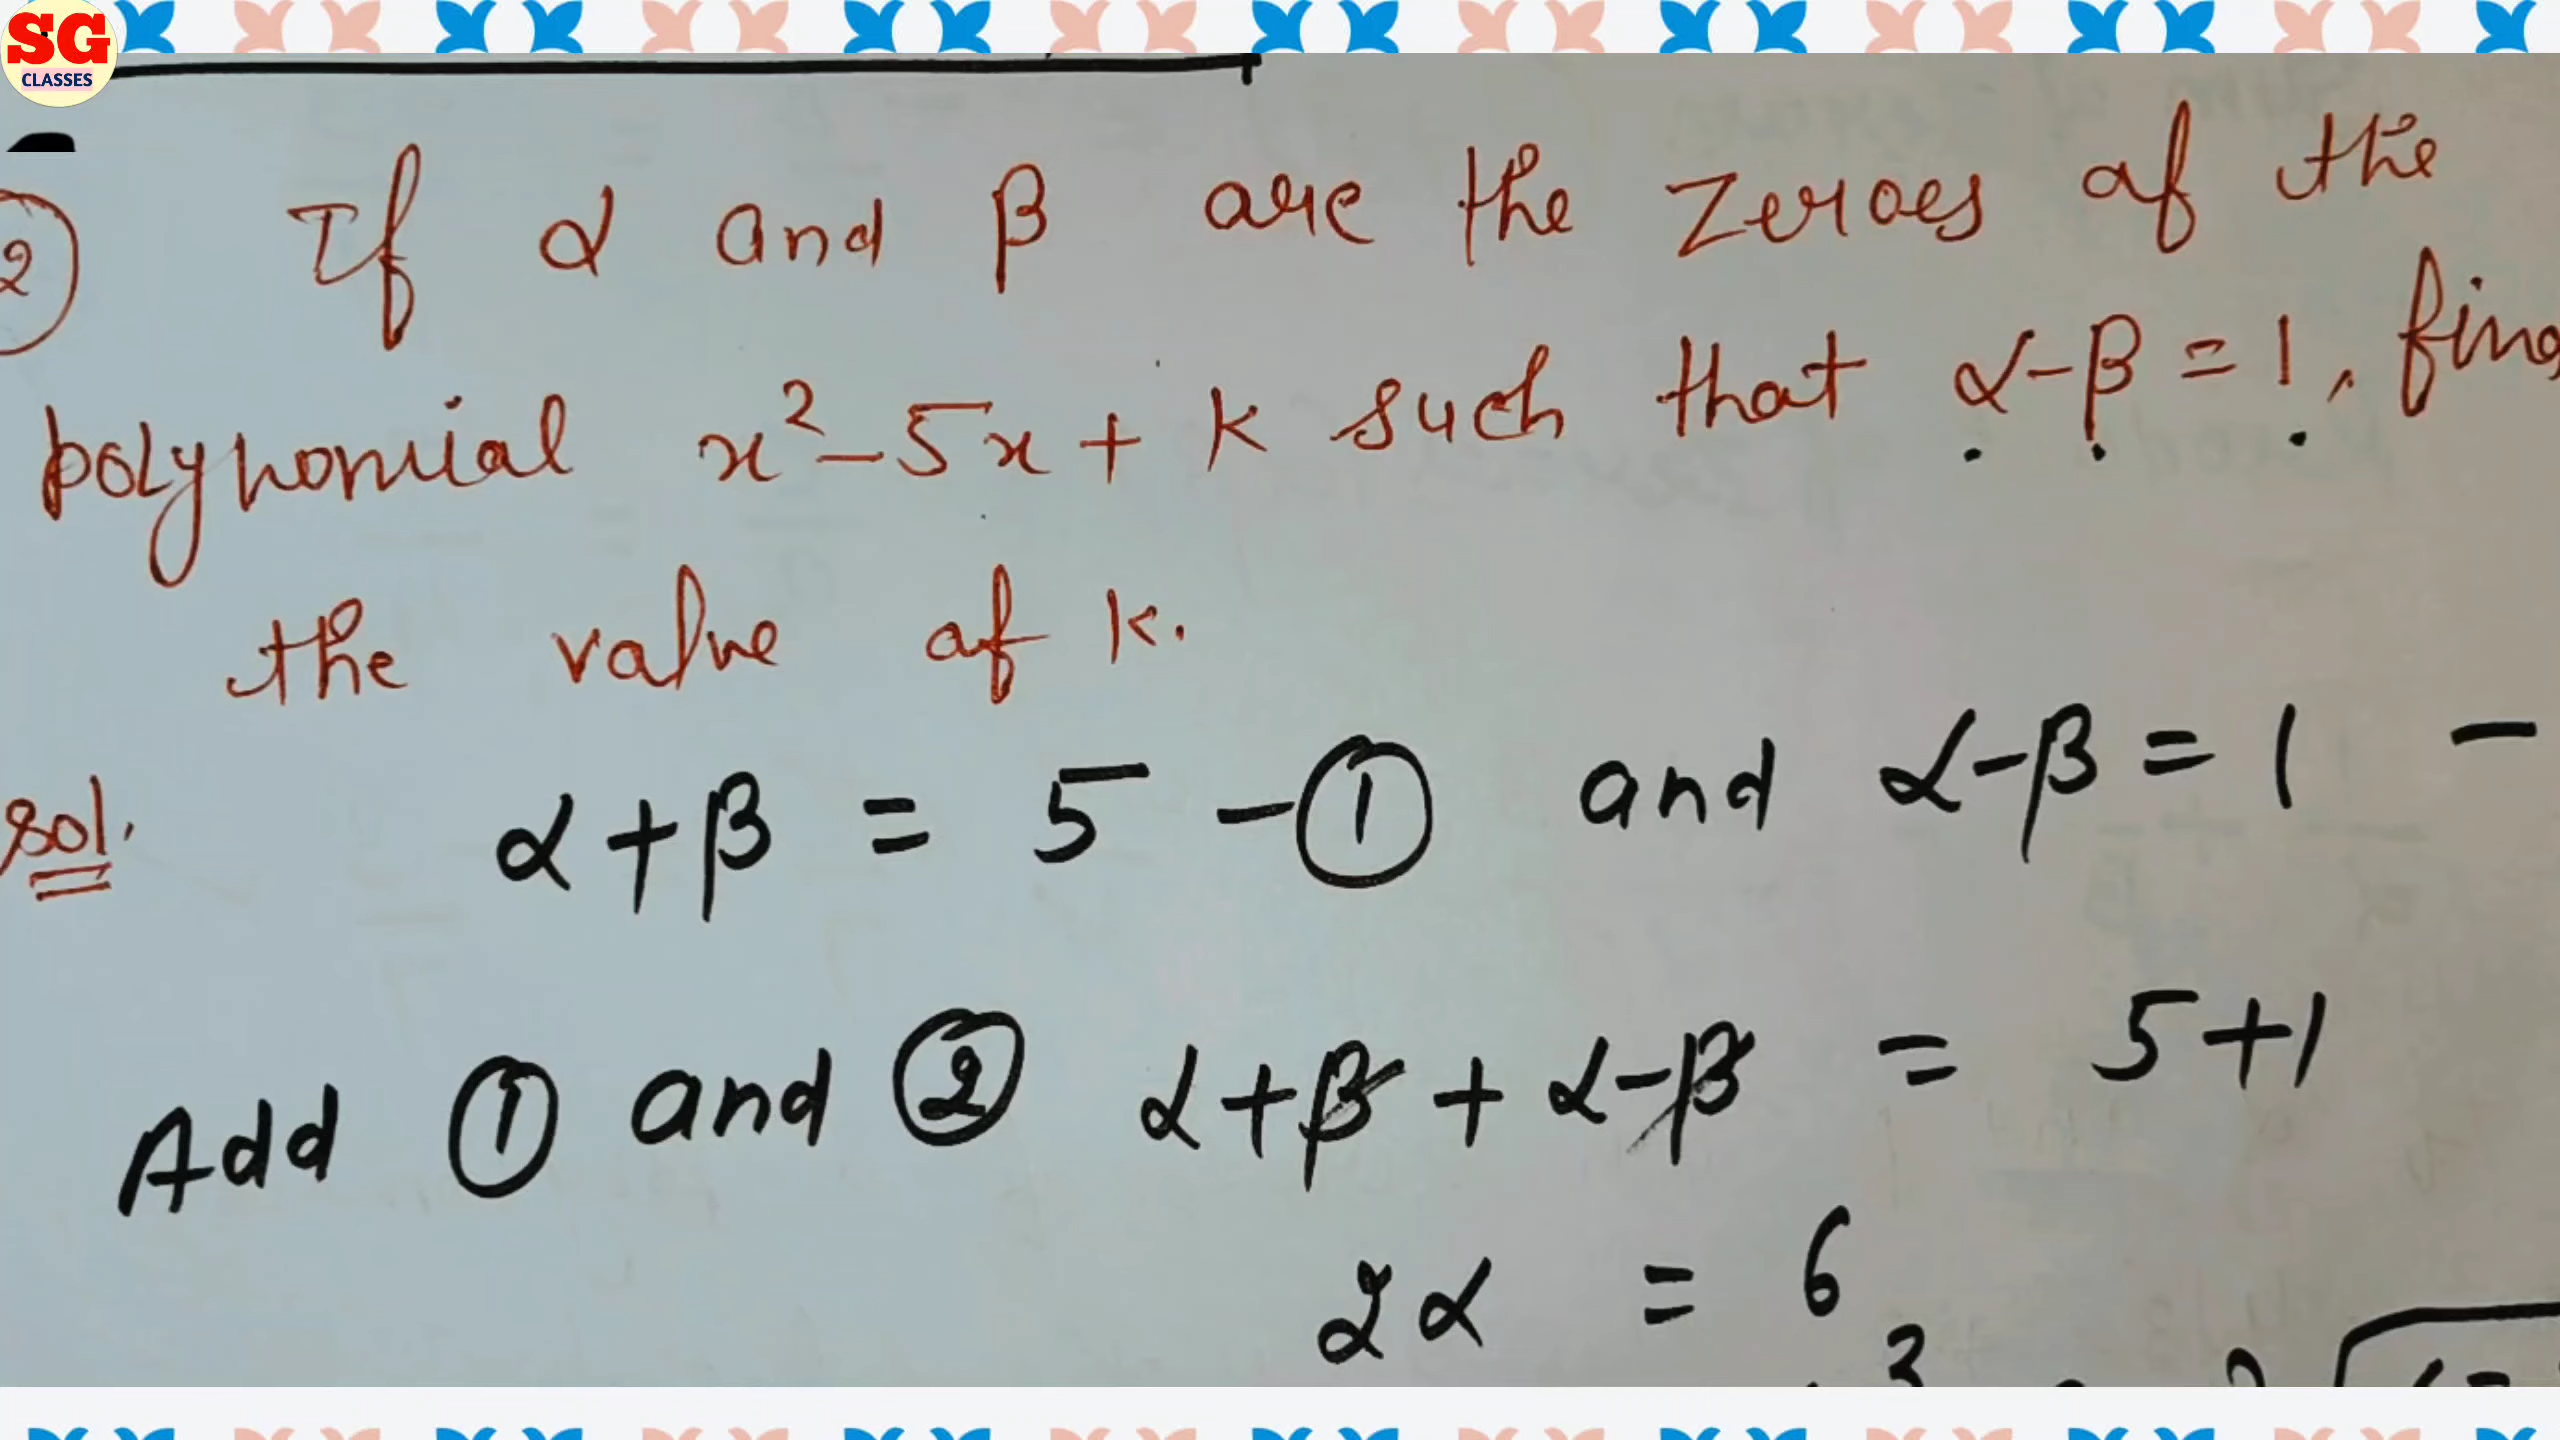 SG
CLASSES
2 If α and β are the zeroes of the
polynomial x² - 5x + k such that α-β = 1, find
the value of k.
sol. α + β = 5 - ① and α-β = 1 -
Add ① and ② α+β + α-β = 5+1
2α = 6
3